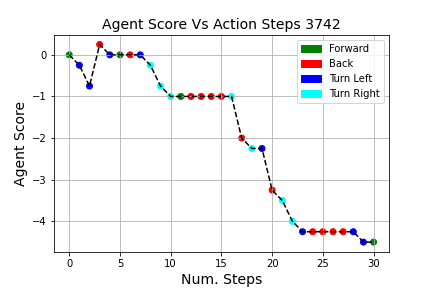 Agent Score Vs Action Steps 3742
Forward
Back
Turn Left
Turn Right
Agent Score
0
−1
−2
−3
−4
0 5 10 15 20 25 30
Num. Steps